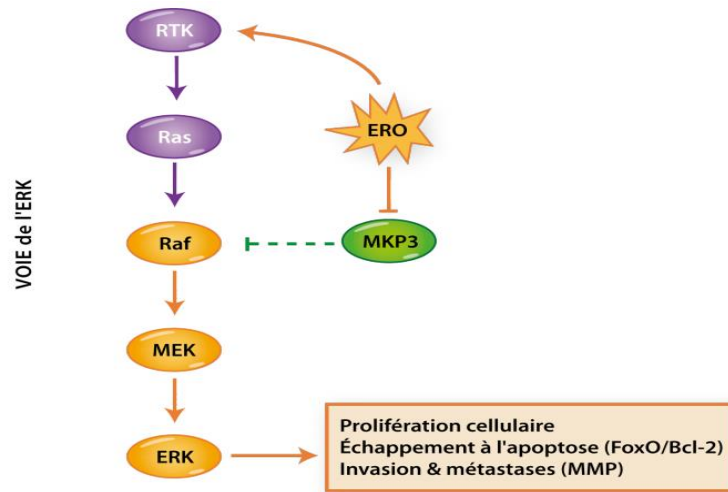 RTK
Ras
ERO
VOIE de l'ERK
Raf
MKP3
MEK
ERK
Prolifération cellulaire
Échappement à l'apoptose (FoxO/Bcl-2)
Invasion & métastases (MMP)